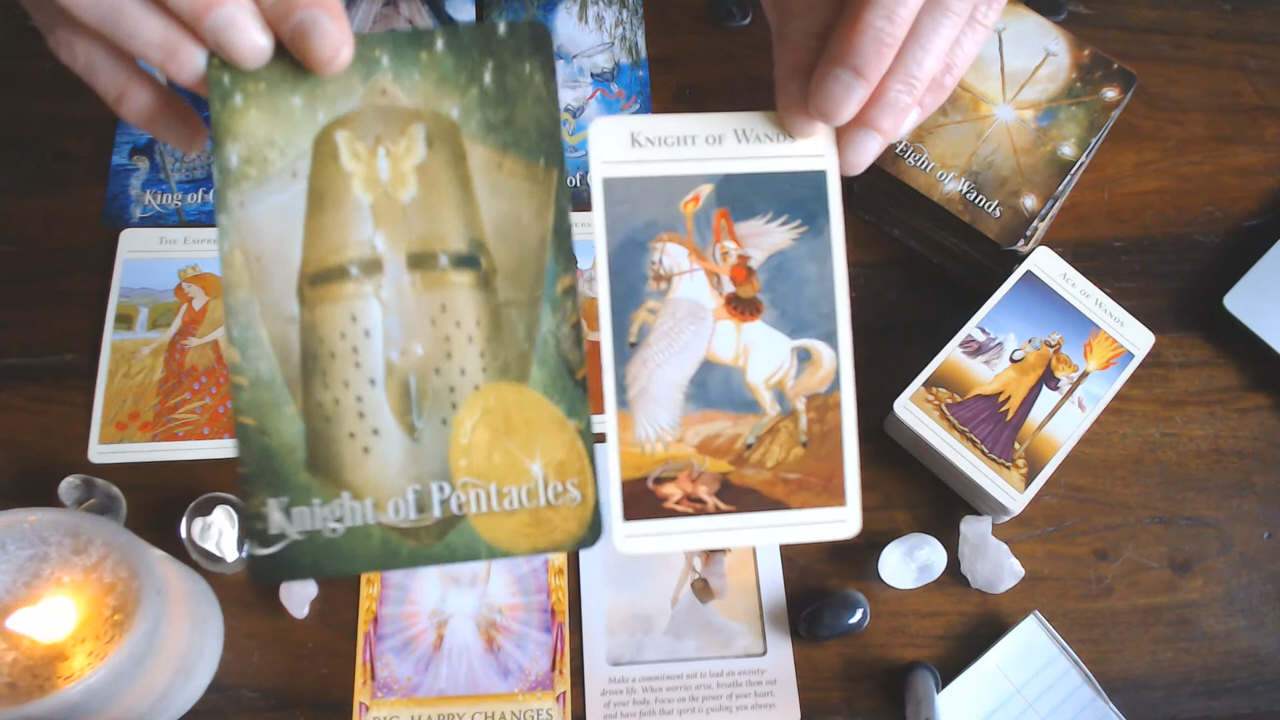 King of
of
Eight of Wands
Knight of Wands
The
Ace of Wands
Knight of Pentacles
BIG, HAPPY CHANGES
Make a commitment not to lead an anxiety-
driven life. When worries arise, breathe them out
of your body. Focus on the power of your heart,
and have faith that spirit is guiding you always.